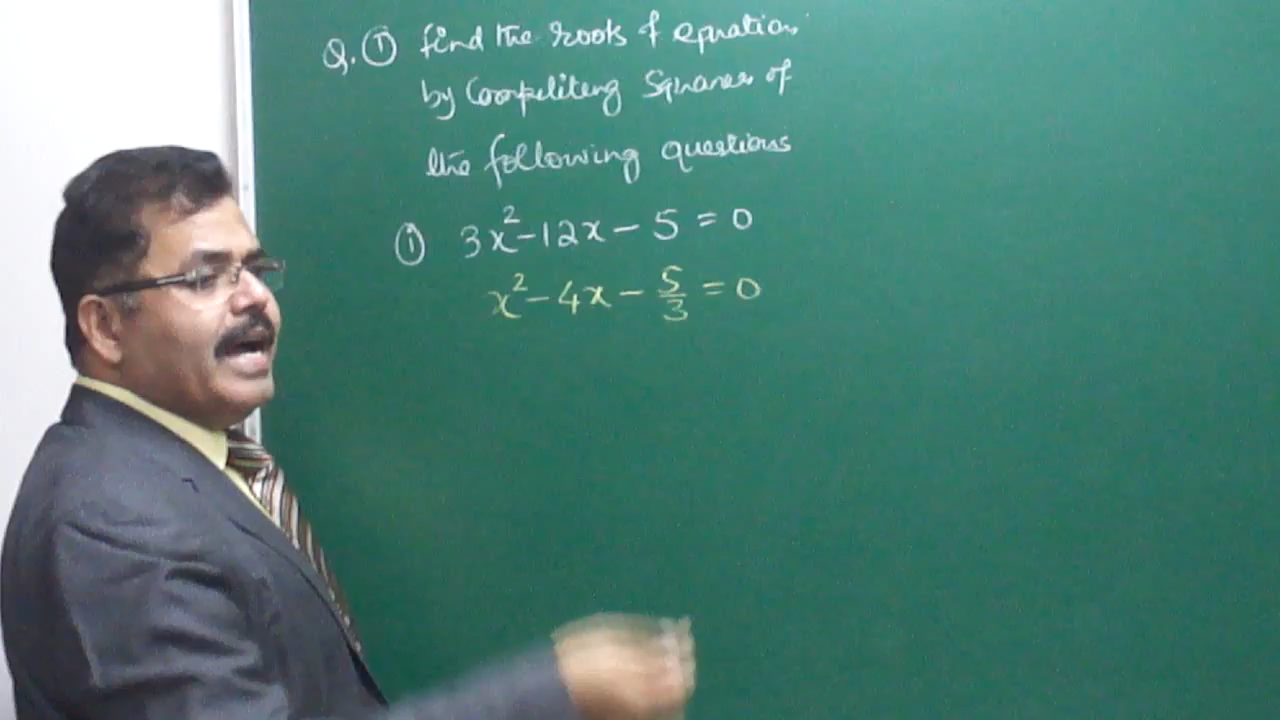 Q.① find the roots of equation
by Compeliteng Squares of
the following questions
① 3x² - 12x - 5 = 0
x² - 4x - 5/3 = 0